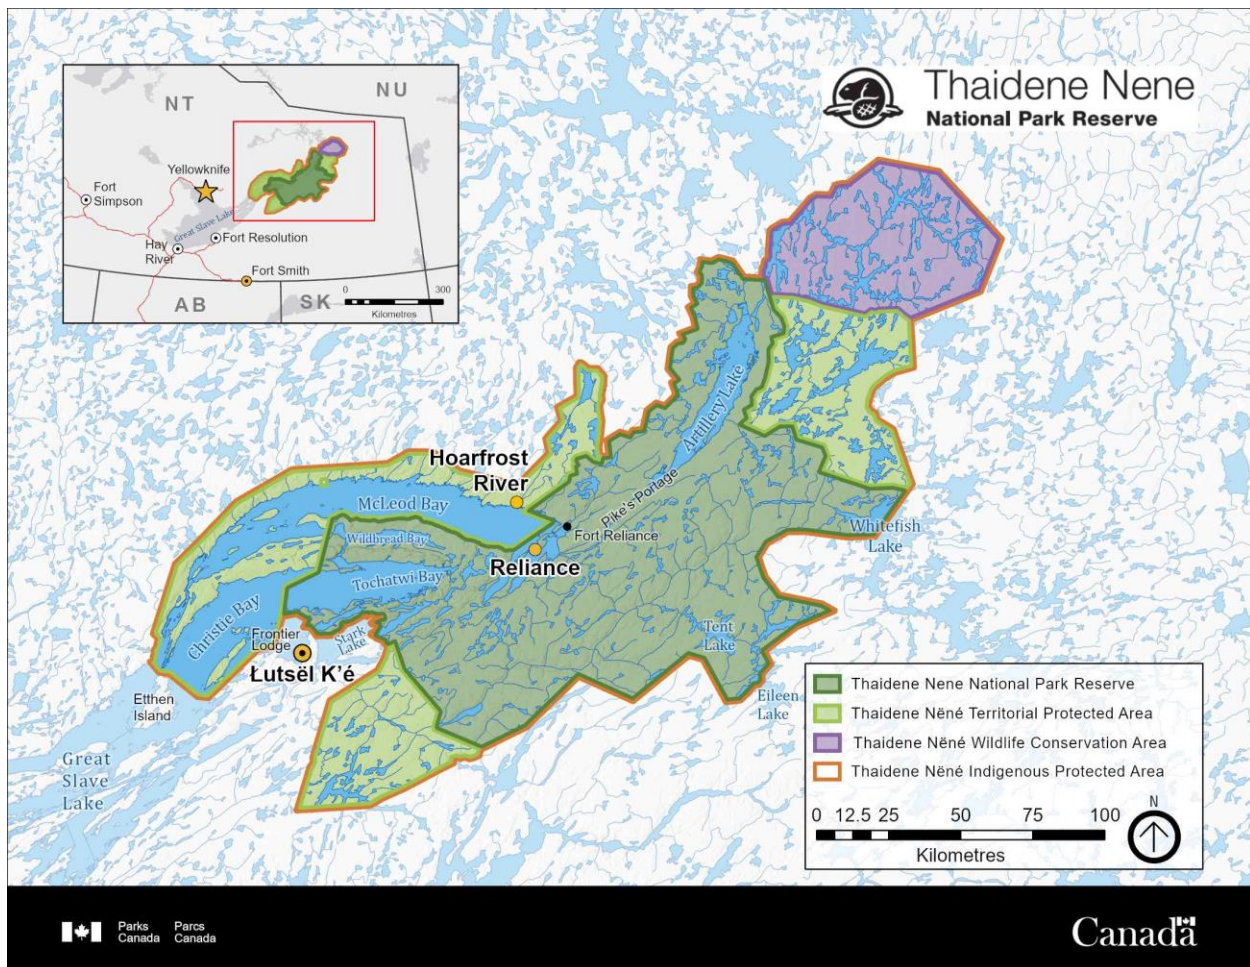 Thaidene Nene
National Park Reserve
NT
NU
Yellowknife
Fort
Simpson
Great Slave Lake
Fort Resolution
Hay
River
Fort Smith
AB
SK
0
300
Kilometres
Artillery Lake
Hoarfrost
River
McLeod Bay
Pike's Portage
Fort Reliance
Wildbread Bay
Reliance
Whitefish
Lake
Tochatwi Bay
Christie Bay
Frontier
Lodge
Stark
Lake
Łutsël K'é
Tent
Lake
Etthen
Island
Eileen
Lake
Great
Slave
Lake
Thaidene Nene National Park Reserve
Thaidene Nëné Territorial Protected Area
Thaidene Nëné Wildlife Conservation Area
Thaidene Nëné Indigenous Protected Area
0 12.5 25 50 75 100
Kilometres
N
Parks Parcs
Canada Canada
Canada